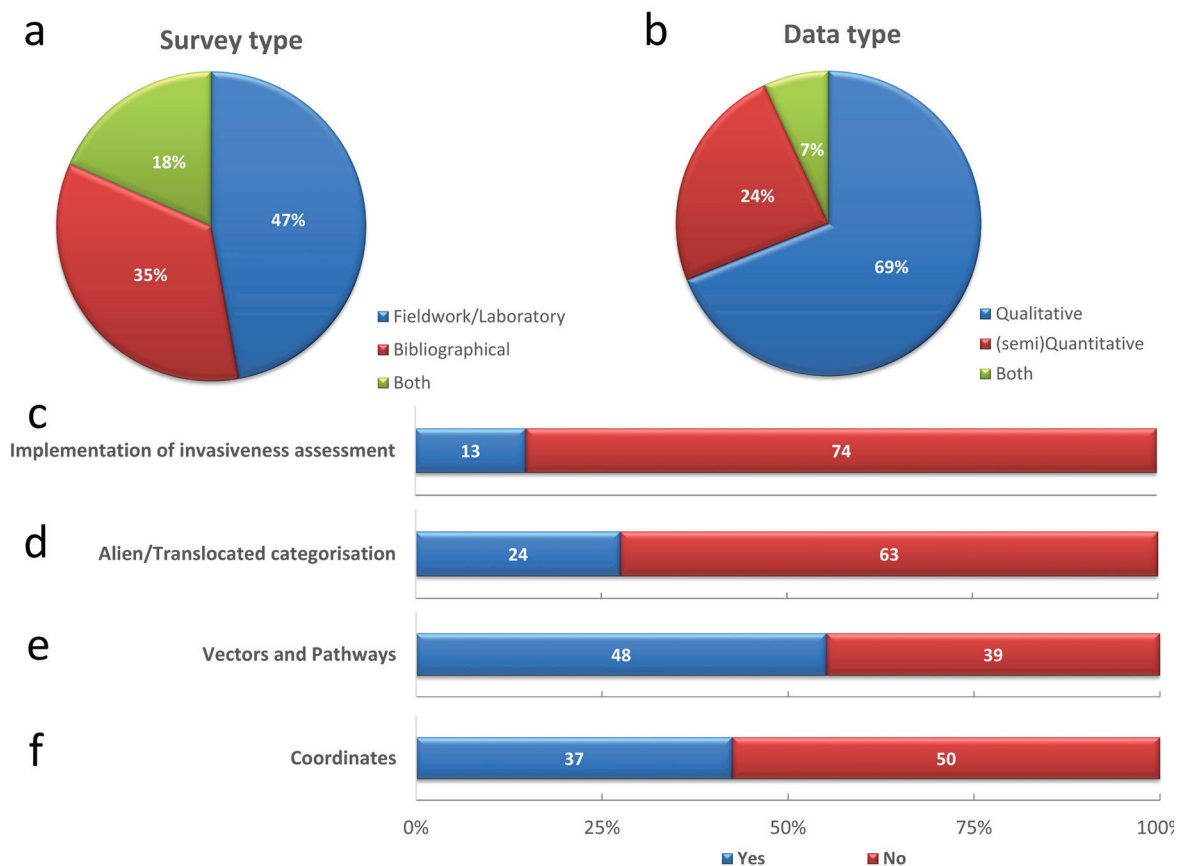 a
Survey type
18%
47%
35%
Fieldwork/Laboratory
Bibliographical
Both
b
Data type
7%
24%
69%
Qualitative
(semi)Quantitative
Both
c
Implementation of invasiveness assessment
13
74
d
Alien/Translocated categorisation
24
63
e
Vectors and Pathways
48
39
f
Coordinates
37
50
0%
25%
50%
75%
100%
Yes
No